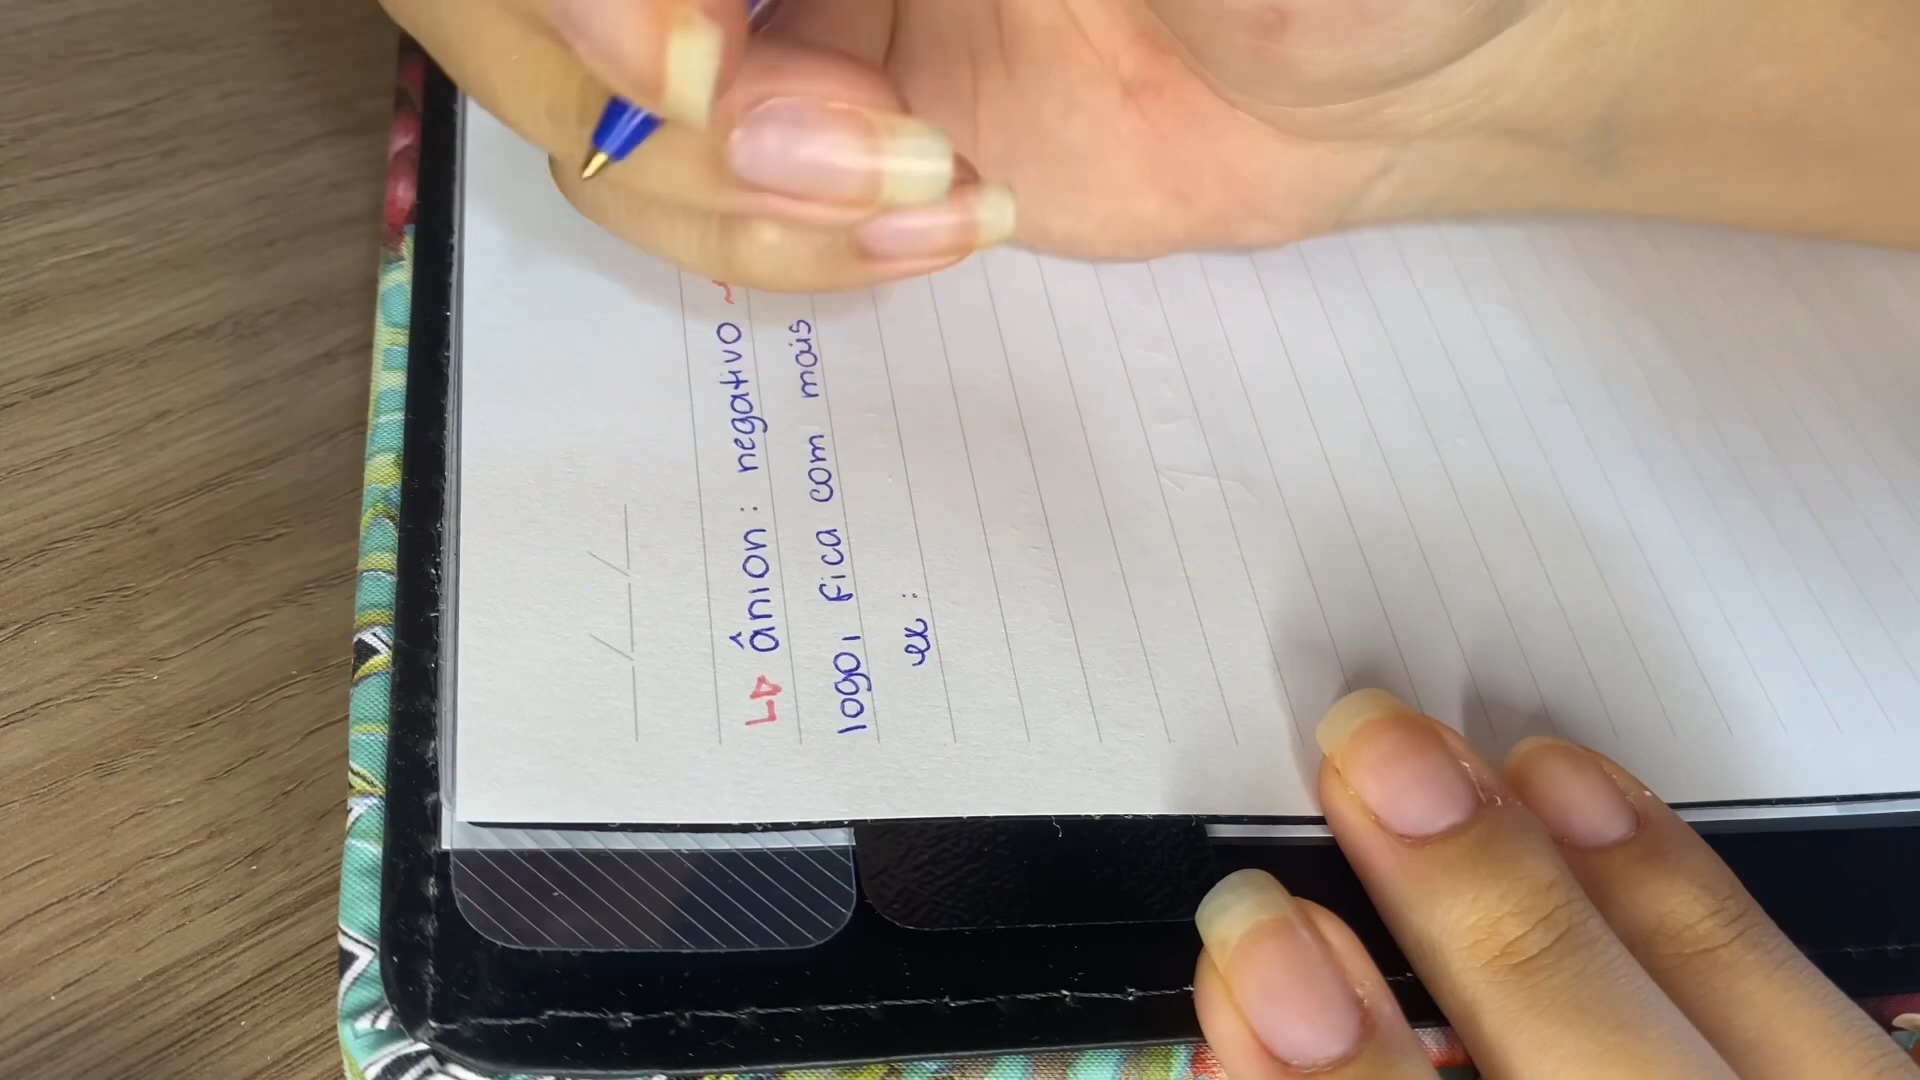 ↳ ânion: negativo ~
logo, fica com mais
ex: